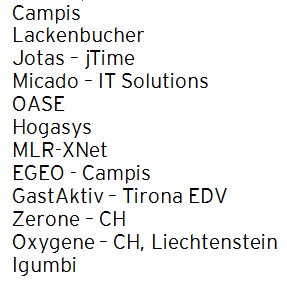 Campis
Lackenbucher
Jotas – jTime
Micado – IT Solutions
OASE
Hogasys
MLR-XNet
EGEO - Campis
GastAktiv – Tirona EDV
Zerone – CH
Oxygene – CH, Liechtenstein
Igumbi